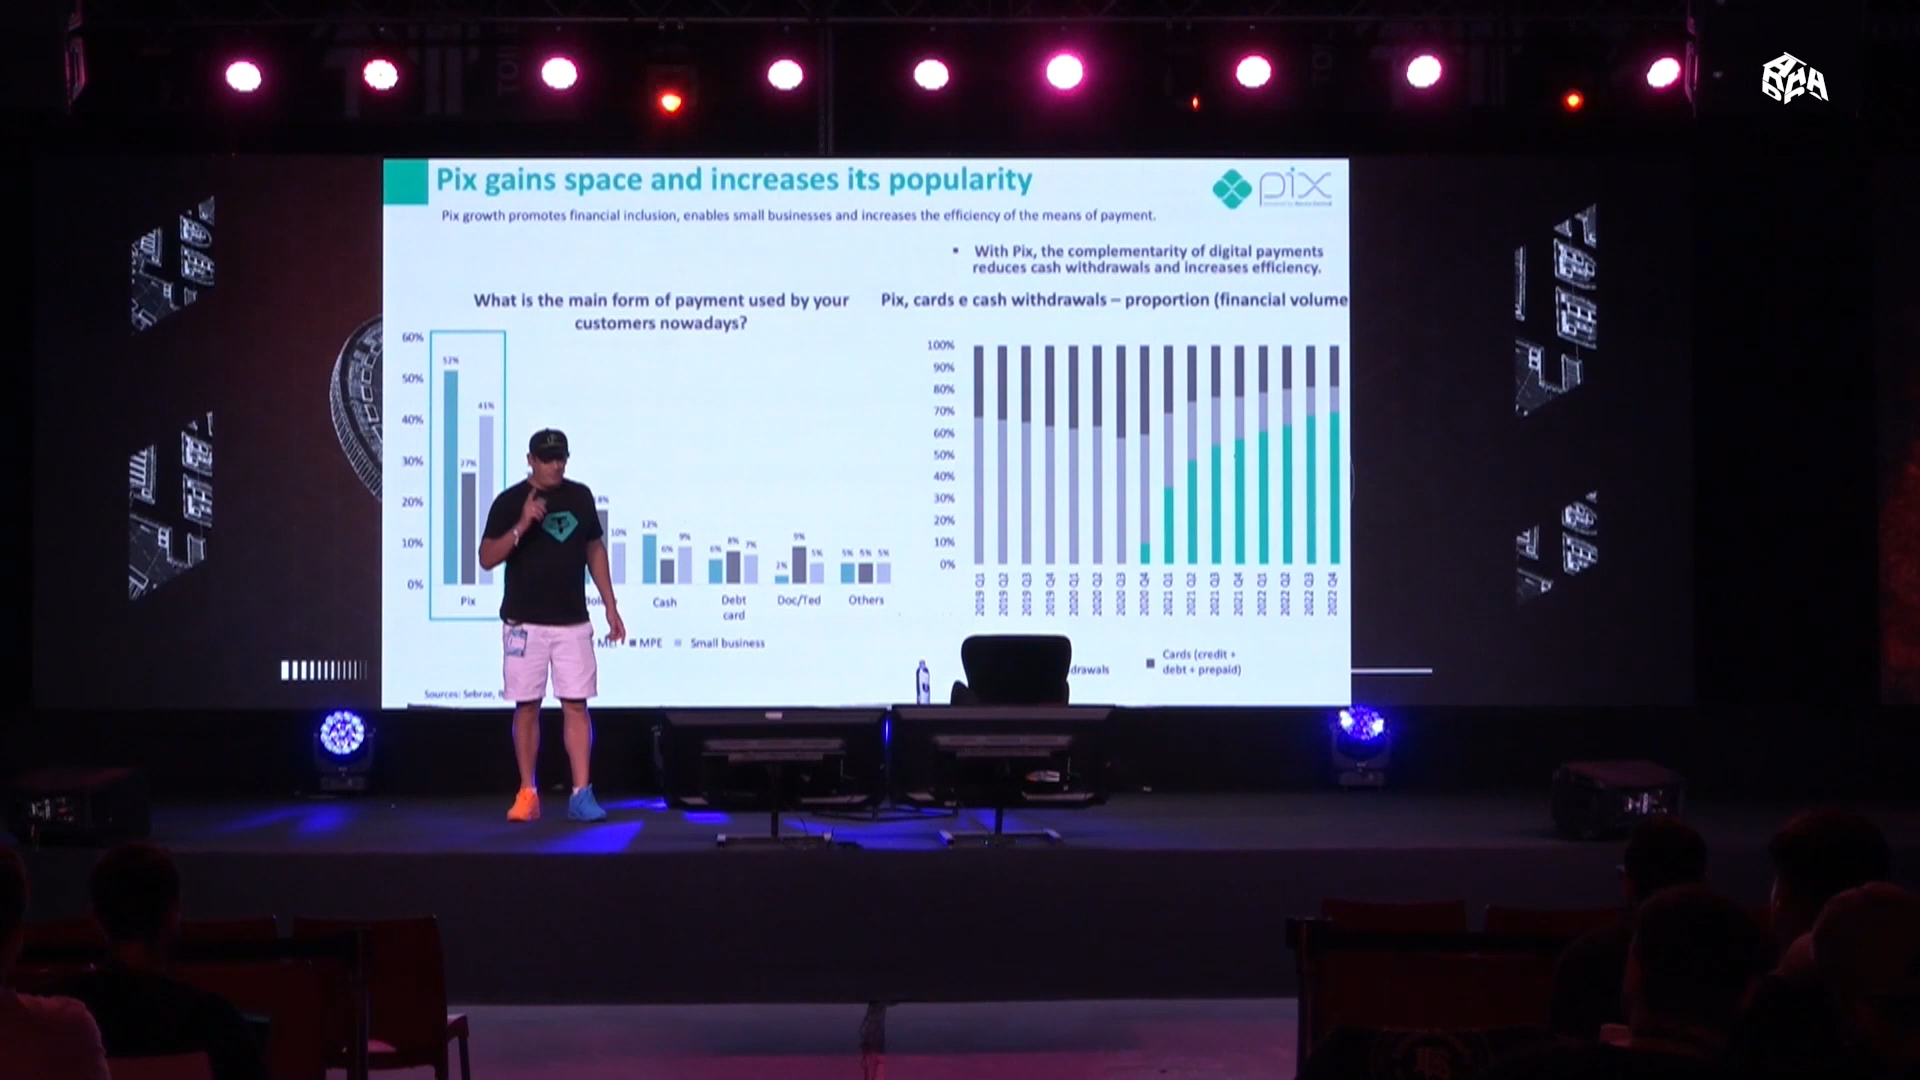 Pix gains space and increases its popularity
pix
Pix growth promotes financial inclusion, enables small businesses and increases the efficiency of the means of payment.
▪ With Pix, the complementarity of digital payments
reduces cash withdrawals and increases efficiency.
What is the main form of payment used by your
customers nowadays?
60%
50%
40%
30%
20%
10%
0%
52%
27%
41%
10%
12%
6%
9%
6%
8%
7%
2%
9%
5%
5%
5%
5%
Pix
Cash
Debt
card
Doc/Ted
Others
MPE
Small business
Sources: Sebrae,
Pix, cards e cash withdrawals – proportion (financial volume
100%
90%
80%
70%
60%
50%
40%
30%
20%
10%
0%
2019 Q1
2019 Q2
2019 Q3
2019 Q4
2020 Q1
2020 Q2
2020 Q3
2020 Q4
2021 Q1
2021 Q2
2021 Q3
2021 Q4
2022 Q1
2022 Q2
2022 Q3
2022 Q4
drawals
Cards (credit +
debt + prepaid)